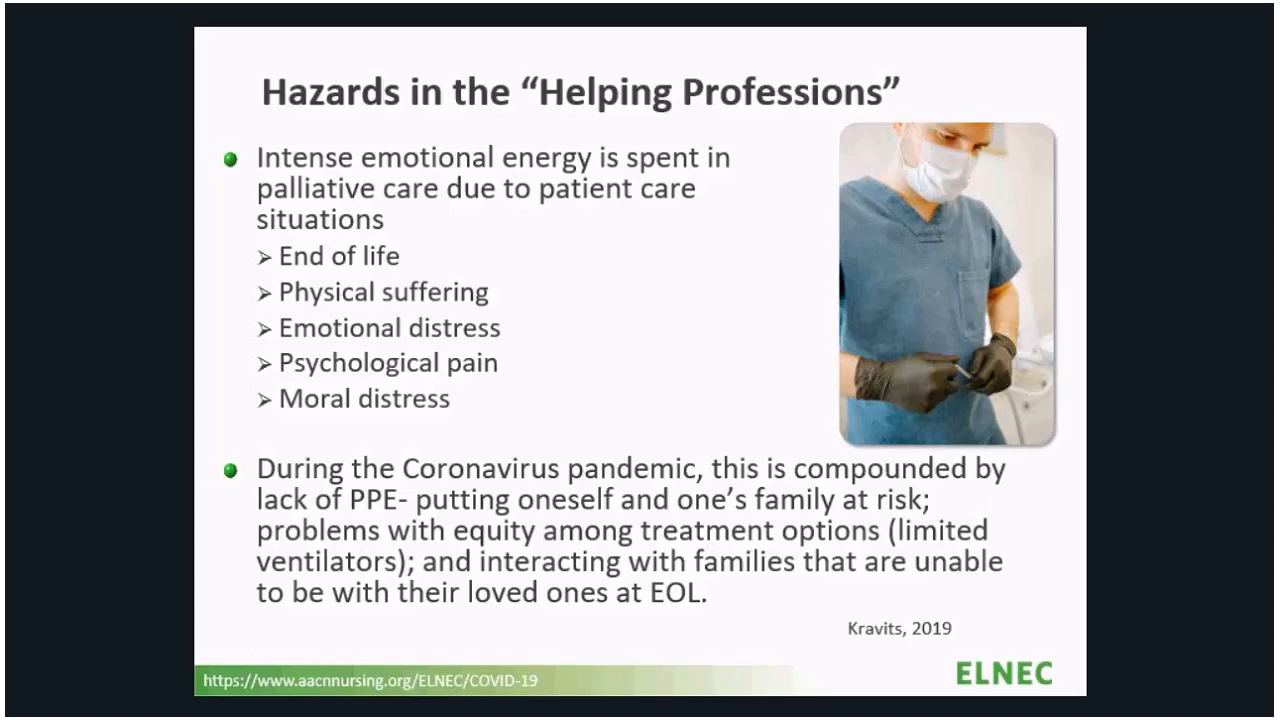 Hazards in the “Helping Professions”
Intense emotional energy is spent in
palliative care due to patient care
situations
➢ End of life
➢ Physical suffering
➢ Emotional distress
➢ Psychological pain
➢ Moral distress
During the Coronavirus pandemic, this is compounded by
lack of PPE- putting oneself and one’s family at risk;
problems with equity among treatment options (limited
ventilators); and interacting with families that are unable
to be with their loved ones at EOL.
Kravits, 2019
https://www.aacnnursing.org/ELNEC/COVID-19
ELNEC